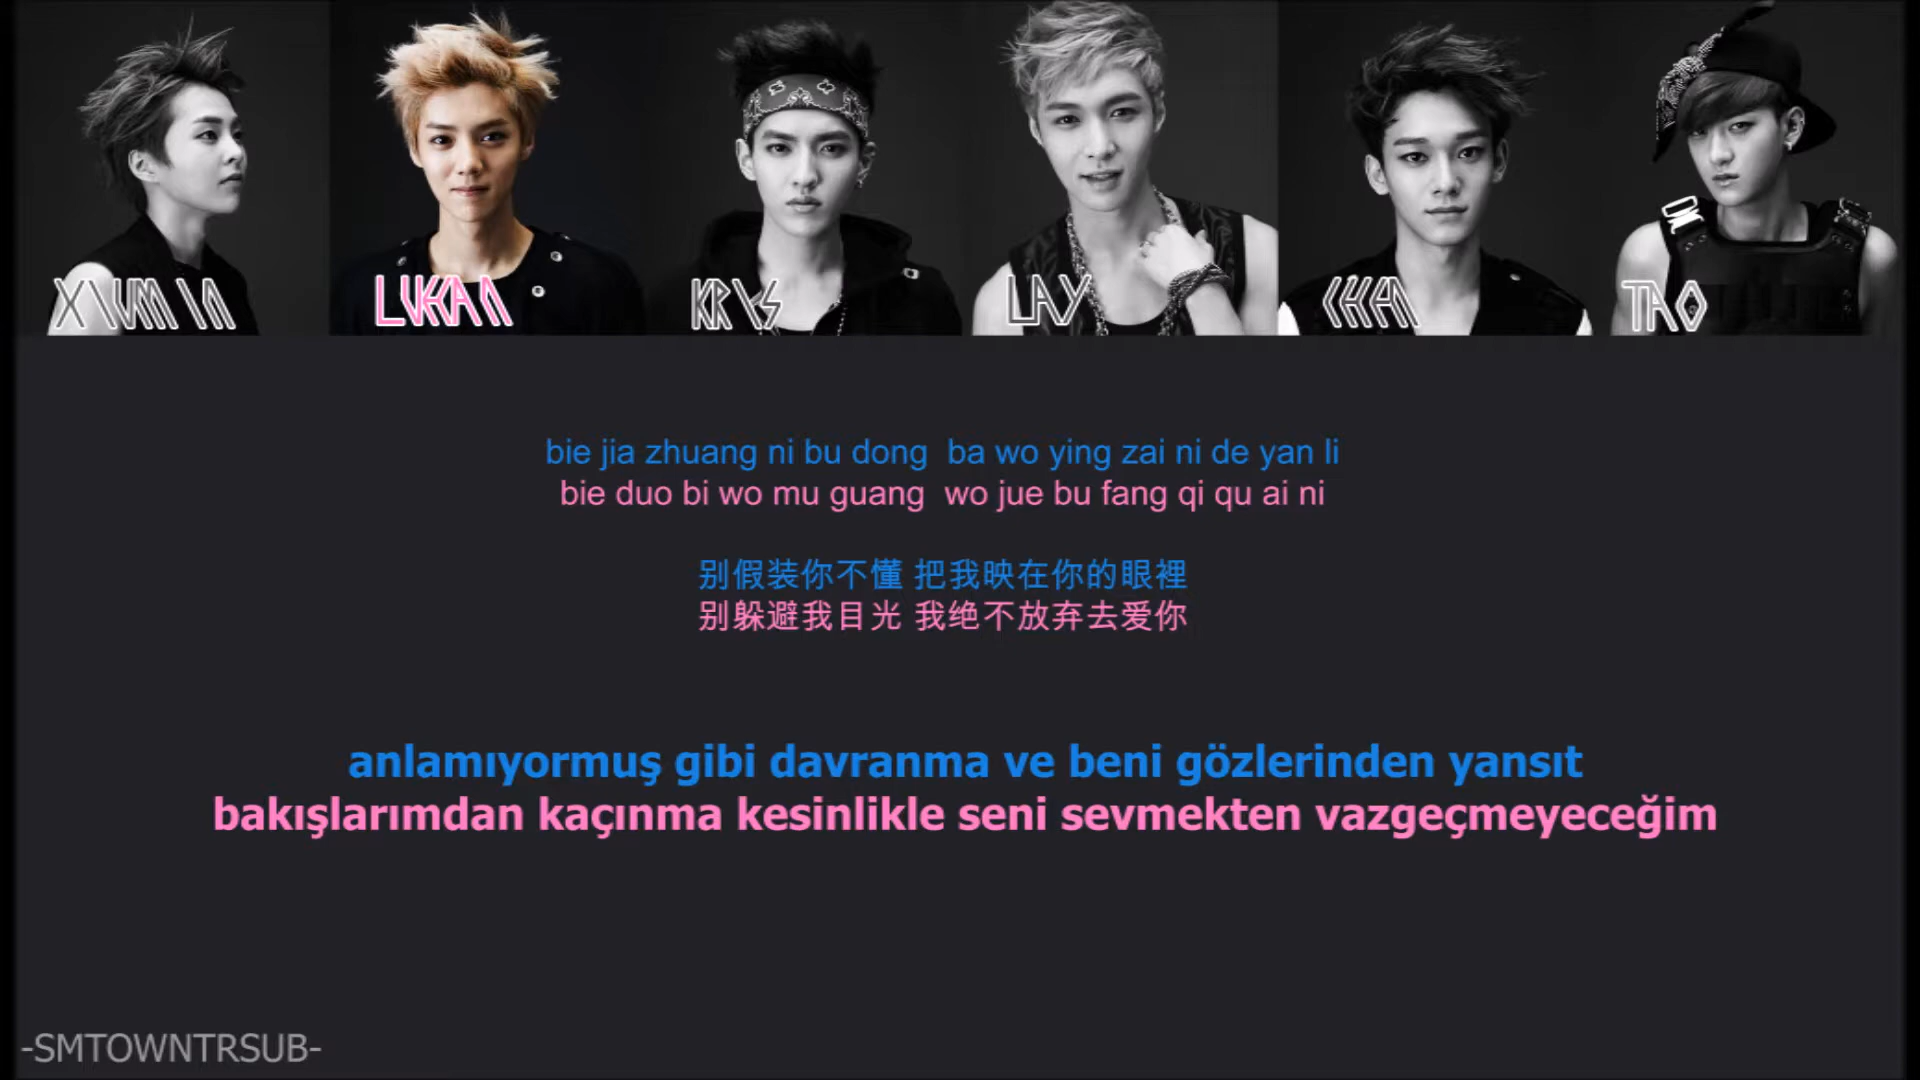 XIUMIN LUHAN KRIS LAY CHEN TAO
bie jia zhuang ni bu dong  ba wo ying zai ni de yan li
bie duo bi wo mu guang  wo jue bu fang qi qu ai ni
别假装你不懂 把我映在你的眼裡
别躲避我目光 我绝不放弃去爱你
anlamıyormuş gibi davranma ve beni gözlerinden yansıt
bakışlarımdan kaçınma kesinlikle seni sevmekten vazgeçmeyeceğim
-SMTOWNTRSUB-